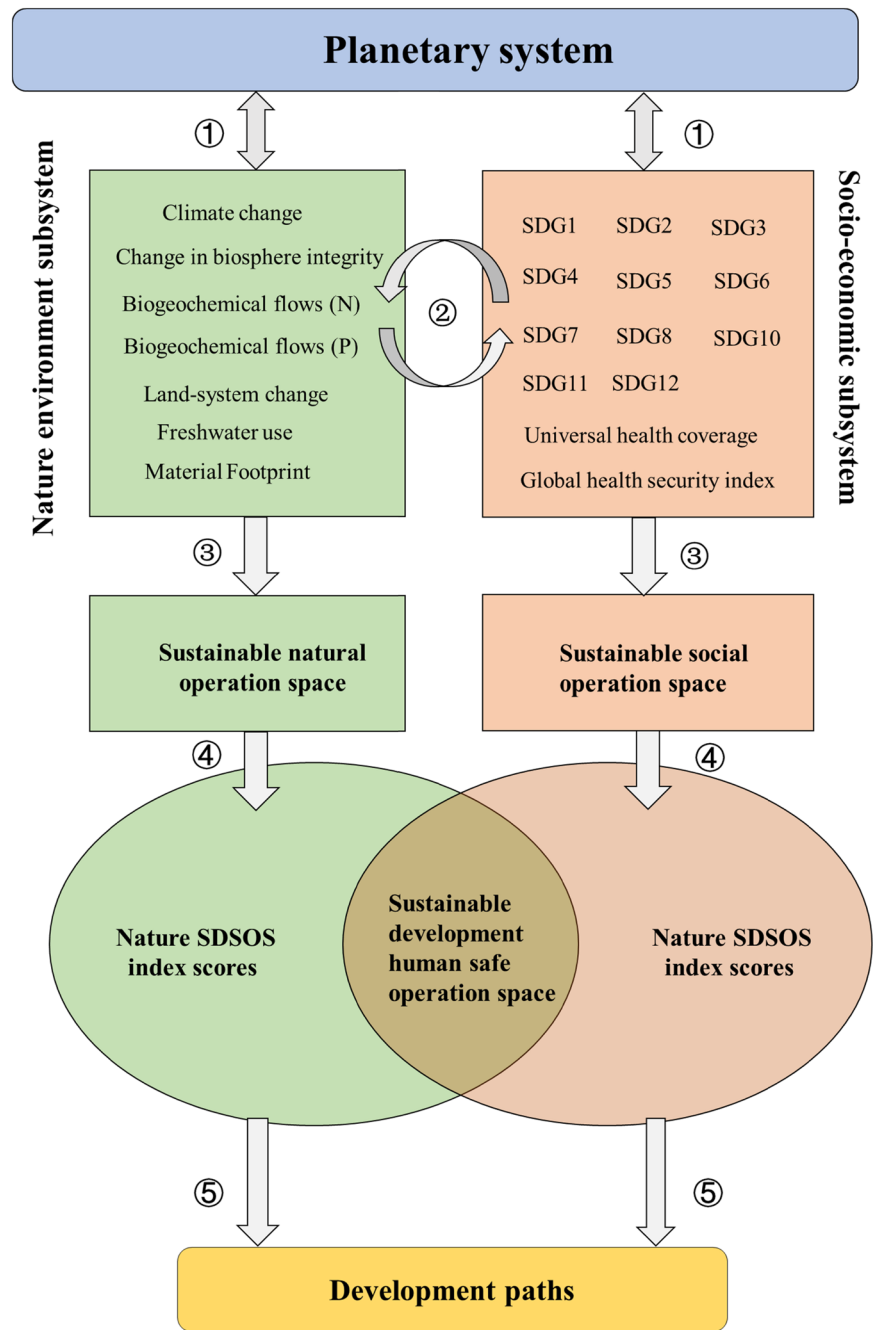 Planetary system
①
①
Nature environment subsystem
Climate change
Change in biosphere integrity
Biogeochemical flows (N)
Biogeochemical flows (P)
Land-system change
Freshwater use
Material Footprint
②
SDG1 SDG2 SDG3
SDG4 SDG5 SDG6
SDG7 SDG8 SDG10
SDG11 SDG12
Universal health coverage
Global health security index
Socio-economic subsystem
③
③
Sustainable natural
operation space
Sustainable social
operation space
④
④
Nature SDSOS
index scores
Sustainable
development
human safe
operation space
Nature SDSOS
index scores
⑤
⑤
Development paths